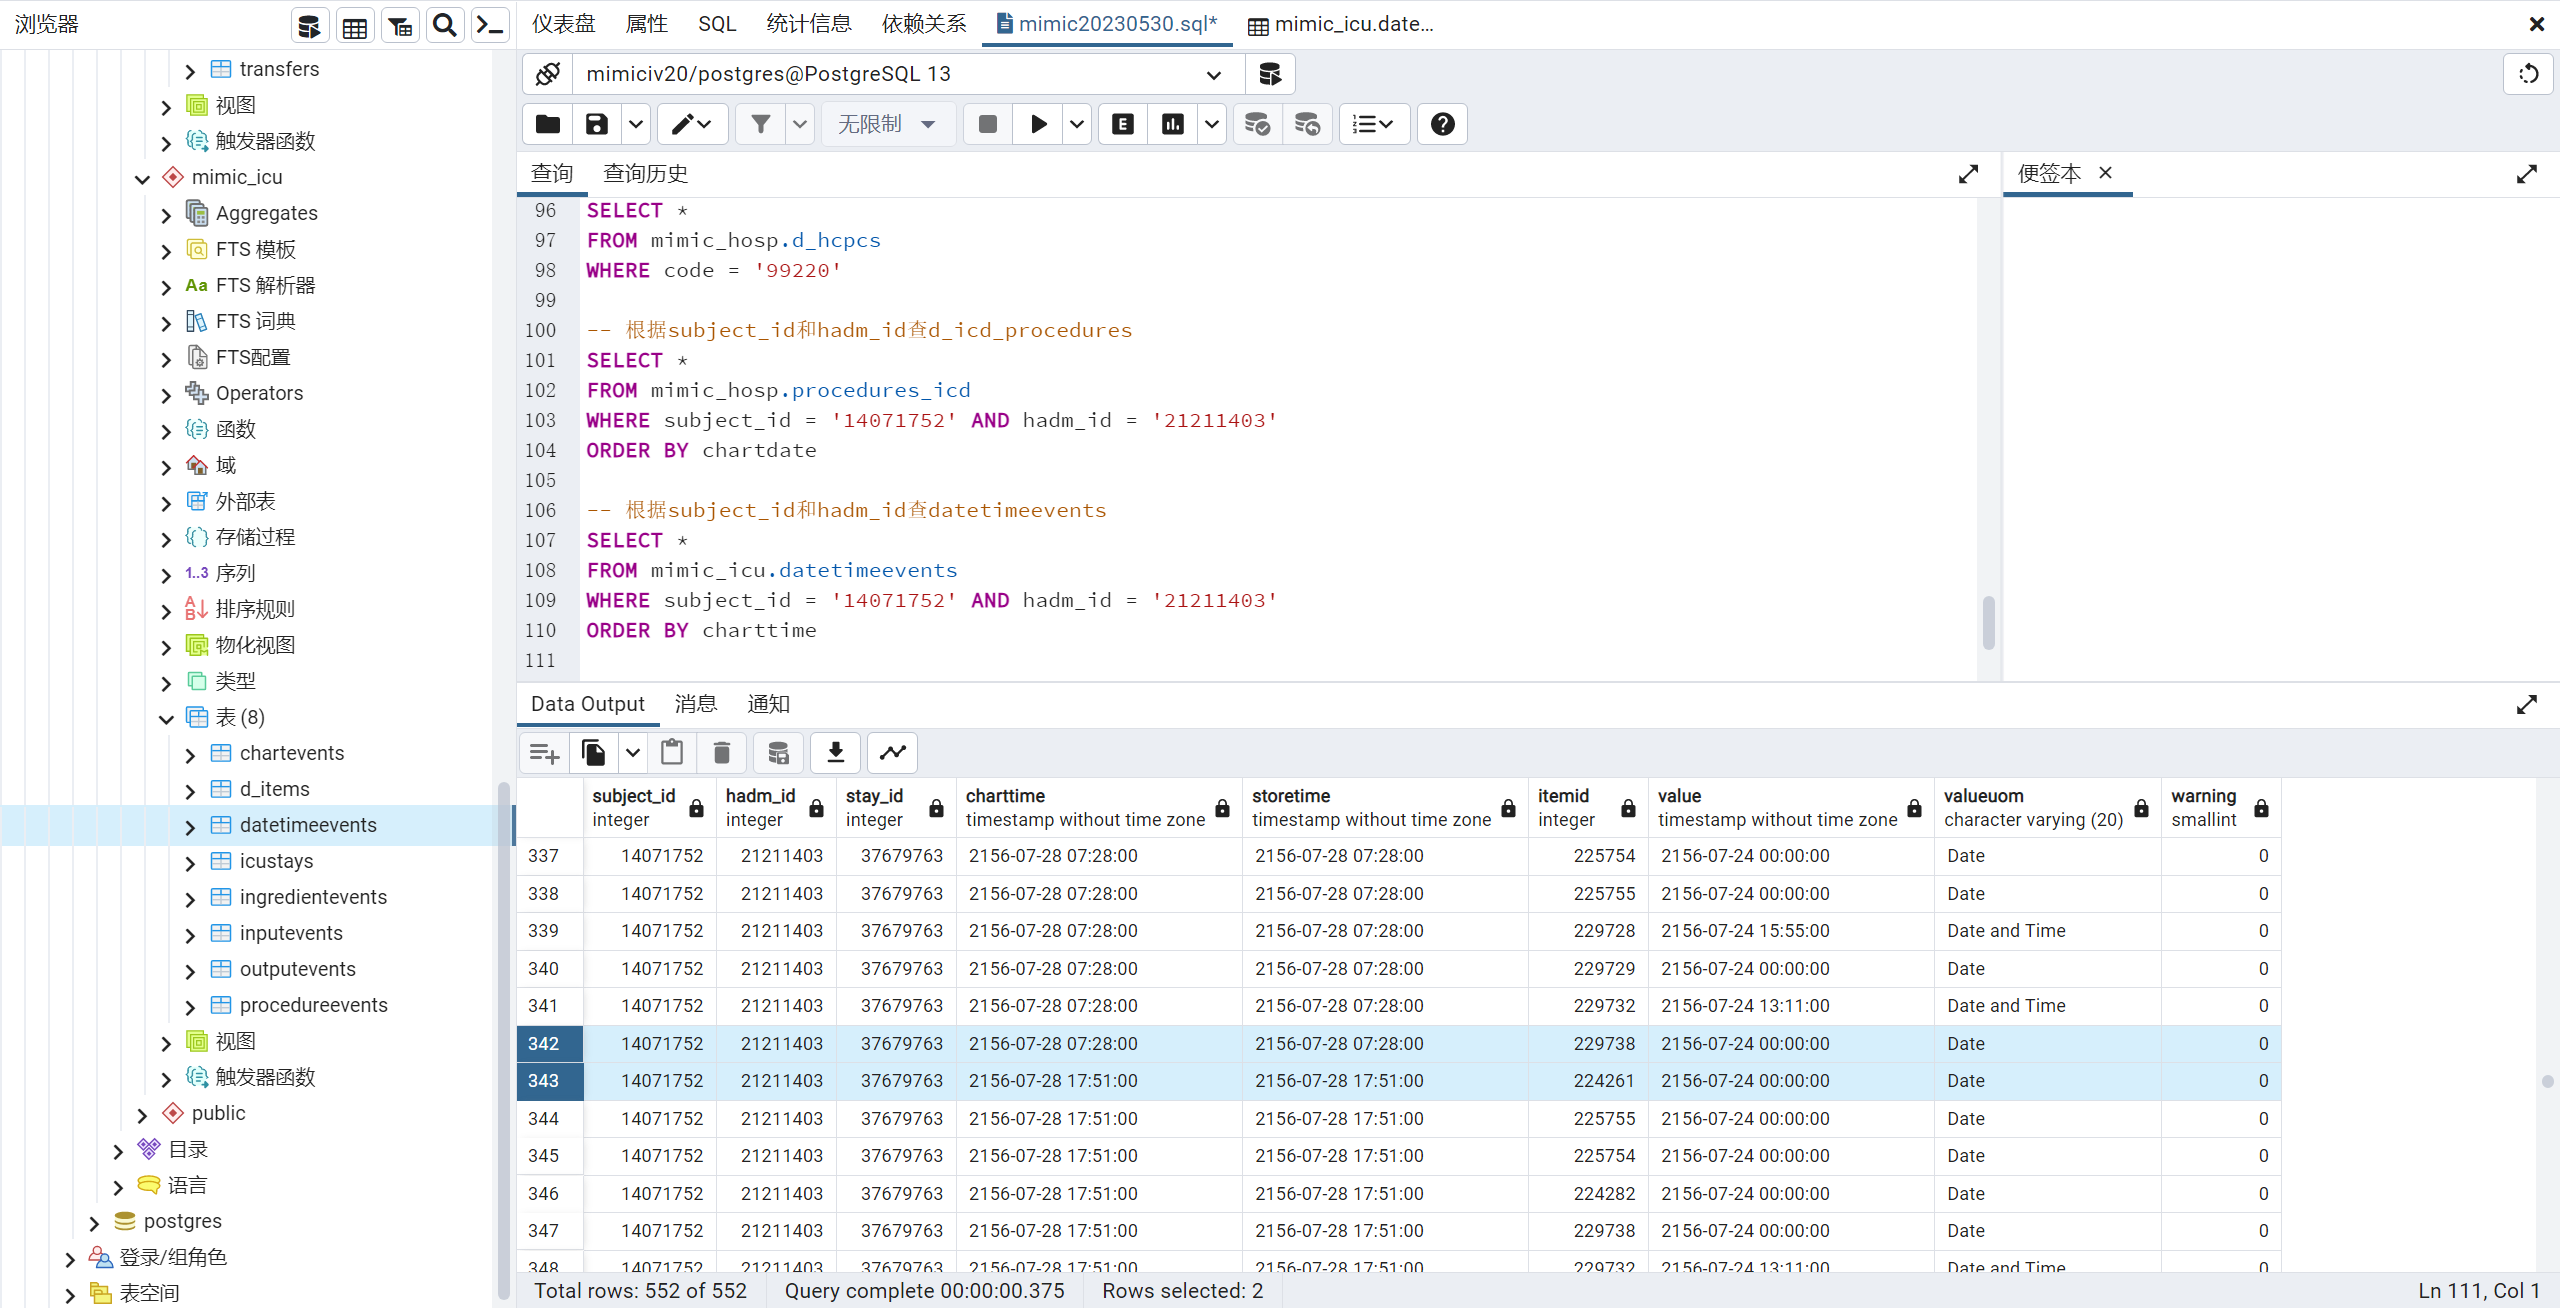 浏览器
仪表盘 属性 SQL 统计信息 依赖关系 mimic20230530.sql* mimic_icu.date...
mimiciv20/postgres@PostgreSQL 13
无限制
查询 查询历史
便签本
transfers
视图
触发器函数
mimic_icu
Aggregates
FTS 模板
Aa FTS 解析器
FTS 词典
FTS配置
Operators
函数
域
外部表
存储过程
1..3 序列
排序规则
物化视图
类型
表 (8)
chartevents
d_items
datetimeevents
icustays
ingredientevents
inputevents
outputevents
procedureevents
视图
触发器函数
public
目录
语言
postgres
登录/组角色
表空间
96 SELECT *
97 FROM mimic_hosp.d_hcpcs
98 WHERE code = '99220'
99
100 -- 根据subject_id和hadm_id查d_icd_procedures
101 SELECT *
102 FROM mimic_hosp.procedures_icd
103 WHERE subject_id = '14071752' AND hadm_id = '21211403'
104 ORDER BY chartdate
105
106 -- 根据subject_id和hadm_id查datetimeevents
107 SELECT *
108 FROM mimic_icu.datetimeevents
109 WHERE subject_id = '14071752' AND hadm_id = '21211403'
110 ORDER BY charttime
111
Data Output 消息 通知
subject_id hadm_id stay_id charttime storetime itemid value valueuom warning
integer integer integer timestamp without time zone timestamp without time zone integer timestamp without time zone character varying (20) smallint
337 14071752 21211403 37679763 2156-07-28 07:28:00 2156-07-28 07:28:00 225754 2156-07-24 00:00:00 Date 0
338 14071752 21211403 37679763 2156-07-28 07:28:00 2156-07-28 07:28:00 225755 2156-07-24 00:00:00 Date 0
339 14071752 21211403 37679763 2156-07-28 07:28:00 2156-07-28 07:28:00 229728 2156-07-24 15:55:00 Date and Time 0
340 14071752 21211403 37679763 2156-07-28 07:28:00 2156-07-28 07:28:00 229729 2156-07-24 00:00:00 Date 0
341 14071752 21211403 37679763 2156-07-28 07:28:00 2156-07-28 07:28:00 229732 2156-07-24 13:11:00 Date and Time 0
342 14071752 21211403 37679763 2156-07-28 07:28:00 2156-07-28 07:28:00 229738 2156-07-24 00:00:00 Date 0
343 14071752 21211403 37679763 2156-07-28 17:51:00 2156-07-28 17:51:00 224261 2156-07-24 00:00:00 Date 0
344 14071752 21211403 37679763 2156-07-28 17:51:00 2156-07-28 17:51:00 225755 2156-07-24 00:00:00 Date 0
345 14071752 21211403 37679763 2156-07-28 17:51:00 2156-07-28 17:51:00 225754 2156-07-24 00:00:00 Date 0
346 14071752 21211403 37679763 2156-07-28 17:51:00 2156-07-28 17:51:00 224282 2156-07-24 00:00:00 Date 0
347 14071752 21211403 37679763 2156-07-28 17:51:00 2156-07-28 17:51:00 229738 2156-07-24 00:00:00 Date 0
348 14071752 21211403 37679763 2156-07-28 17:51:00 2156-07-28 17:51:00 229732 2156-07-24 13:11:00 Date and Time 0
Total rows: 552 of 552 Query complete 00:00:00.375 Rows selected: 2 Ln 111, Col 1